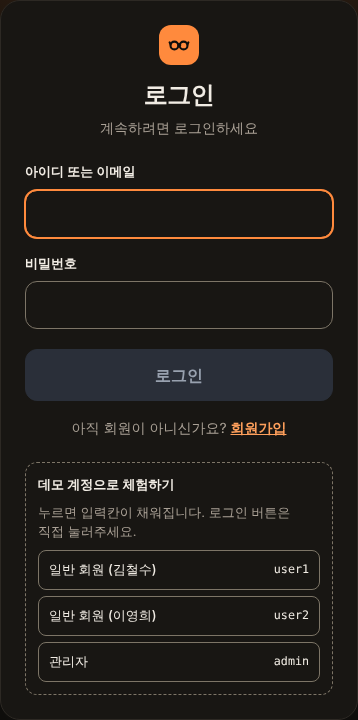 로그인
계속하려면 로그인하세요
아이디 또는 이메일
비밀번호
로그인
아직 회원이 아니신가요? 회원가입
데모 계정으로 체험하기
누르면 입력칸이 채워집니다. 로그인 버튼은
직접 눌러주세요.
일반 회원 (김철수) user1
일반 회원 (이영희) user2
관리자 admin